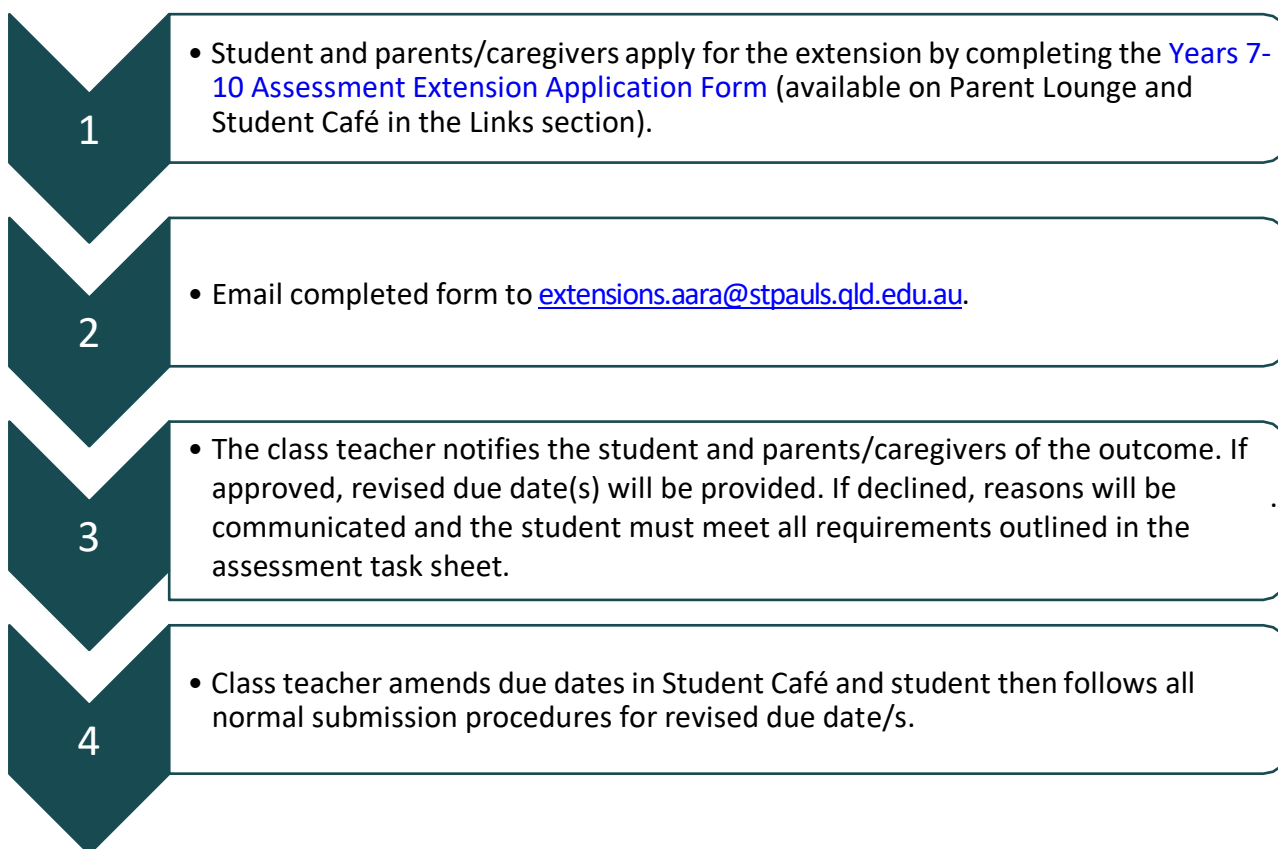 • Student and parents/caregivers apply for the extension by completing the Years 7-
10 Assessment Extension Application Form (available on Parent Lounge and
Student Café in the Links section).
1
• Email completed form to extensions.aara@stpauls.qld.edu.au.
2
• The class teacher notifies the student and parents/caregivers of the outcome. If
approved, revised due date(s) will be provided. If declined, reasons will be
communicated and the student must meet all requirements outlined in the
assessment task sheet.
.
3
• Class teacher amends due dates in Student Café and student then follows all
normal submission procedures for revised due date/s.
4